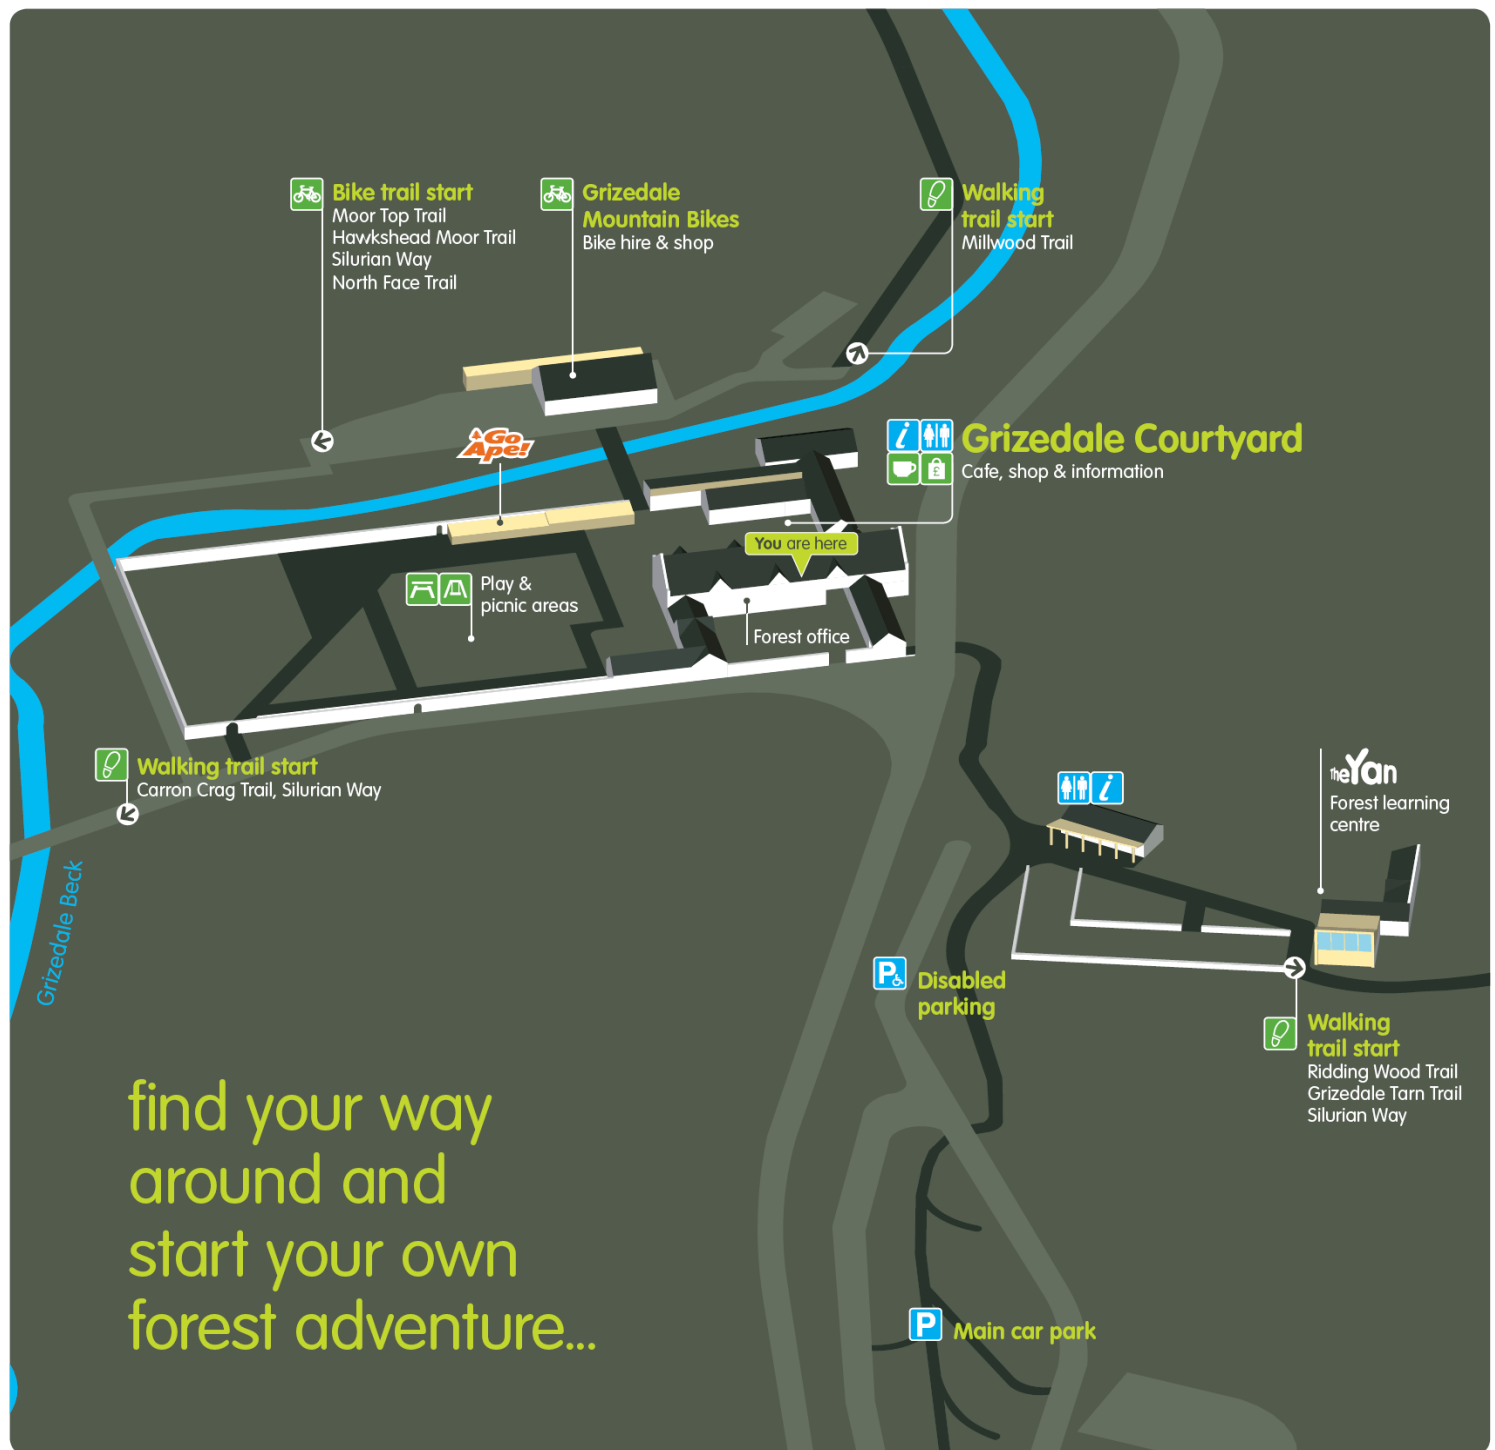 Bike trail start
Moor Top Trail
Hawkshead Moor Trail
Silurian Way
North Face Trail
Grizedale
Mountain Bikes
Bike hire & shop
Walking
trail start
Millwood Trail
Go
Ape!
i
£
Grizedale Courtyard
Cafe, shop & information
You are here
Play &
picnic areas
Forest office
Walking trail start
Carron Crag Trail, Silurian Way
Grizedale Beck
i
The Yan
Forest learning
centre
P
Disabled
parking
Walking
trail start
Ridding Wood Trail
Grizedale Tarn Trail
Silurian Way
find your way
around and
start your own
forest adventure...
P
Main car park